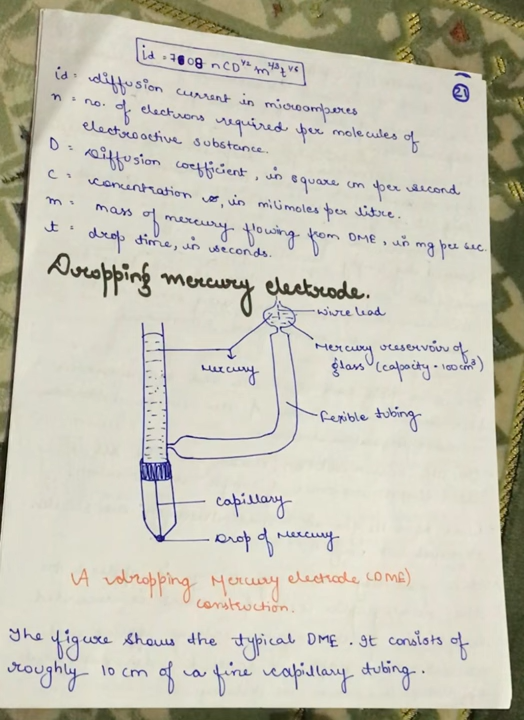 id = 708 n C D^1/2 m^2/3 t^1/6
21
id = diffusion current in microamperes
n = no. of electrons required per molecules of
electroactive substance.
D = Diffusion coefficient, in square cm per second
C = concentration, in milimoles per litre.
m = mass of mercury flowing from DME, in mg per sec.
t = drop time, in seconds.
Dropping mercury electrode.
wire lead
Mercury
Mercury reservoir of
glass (capacity = 100 cm³)
flexible tubing
capillary
Drop of Mercury
A dropping Mercury electrode (DME)
construction.
The figure shows the typical DME. It consists of
roughly 10 cm of a fine capillary tubing.